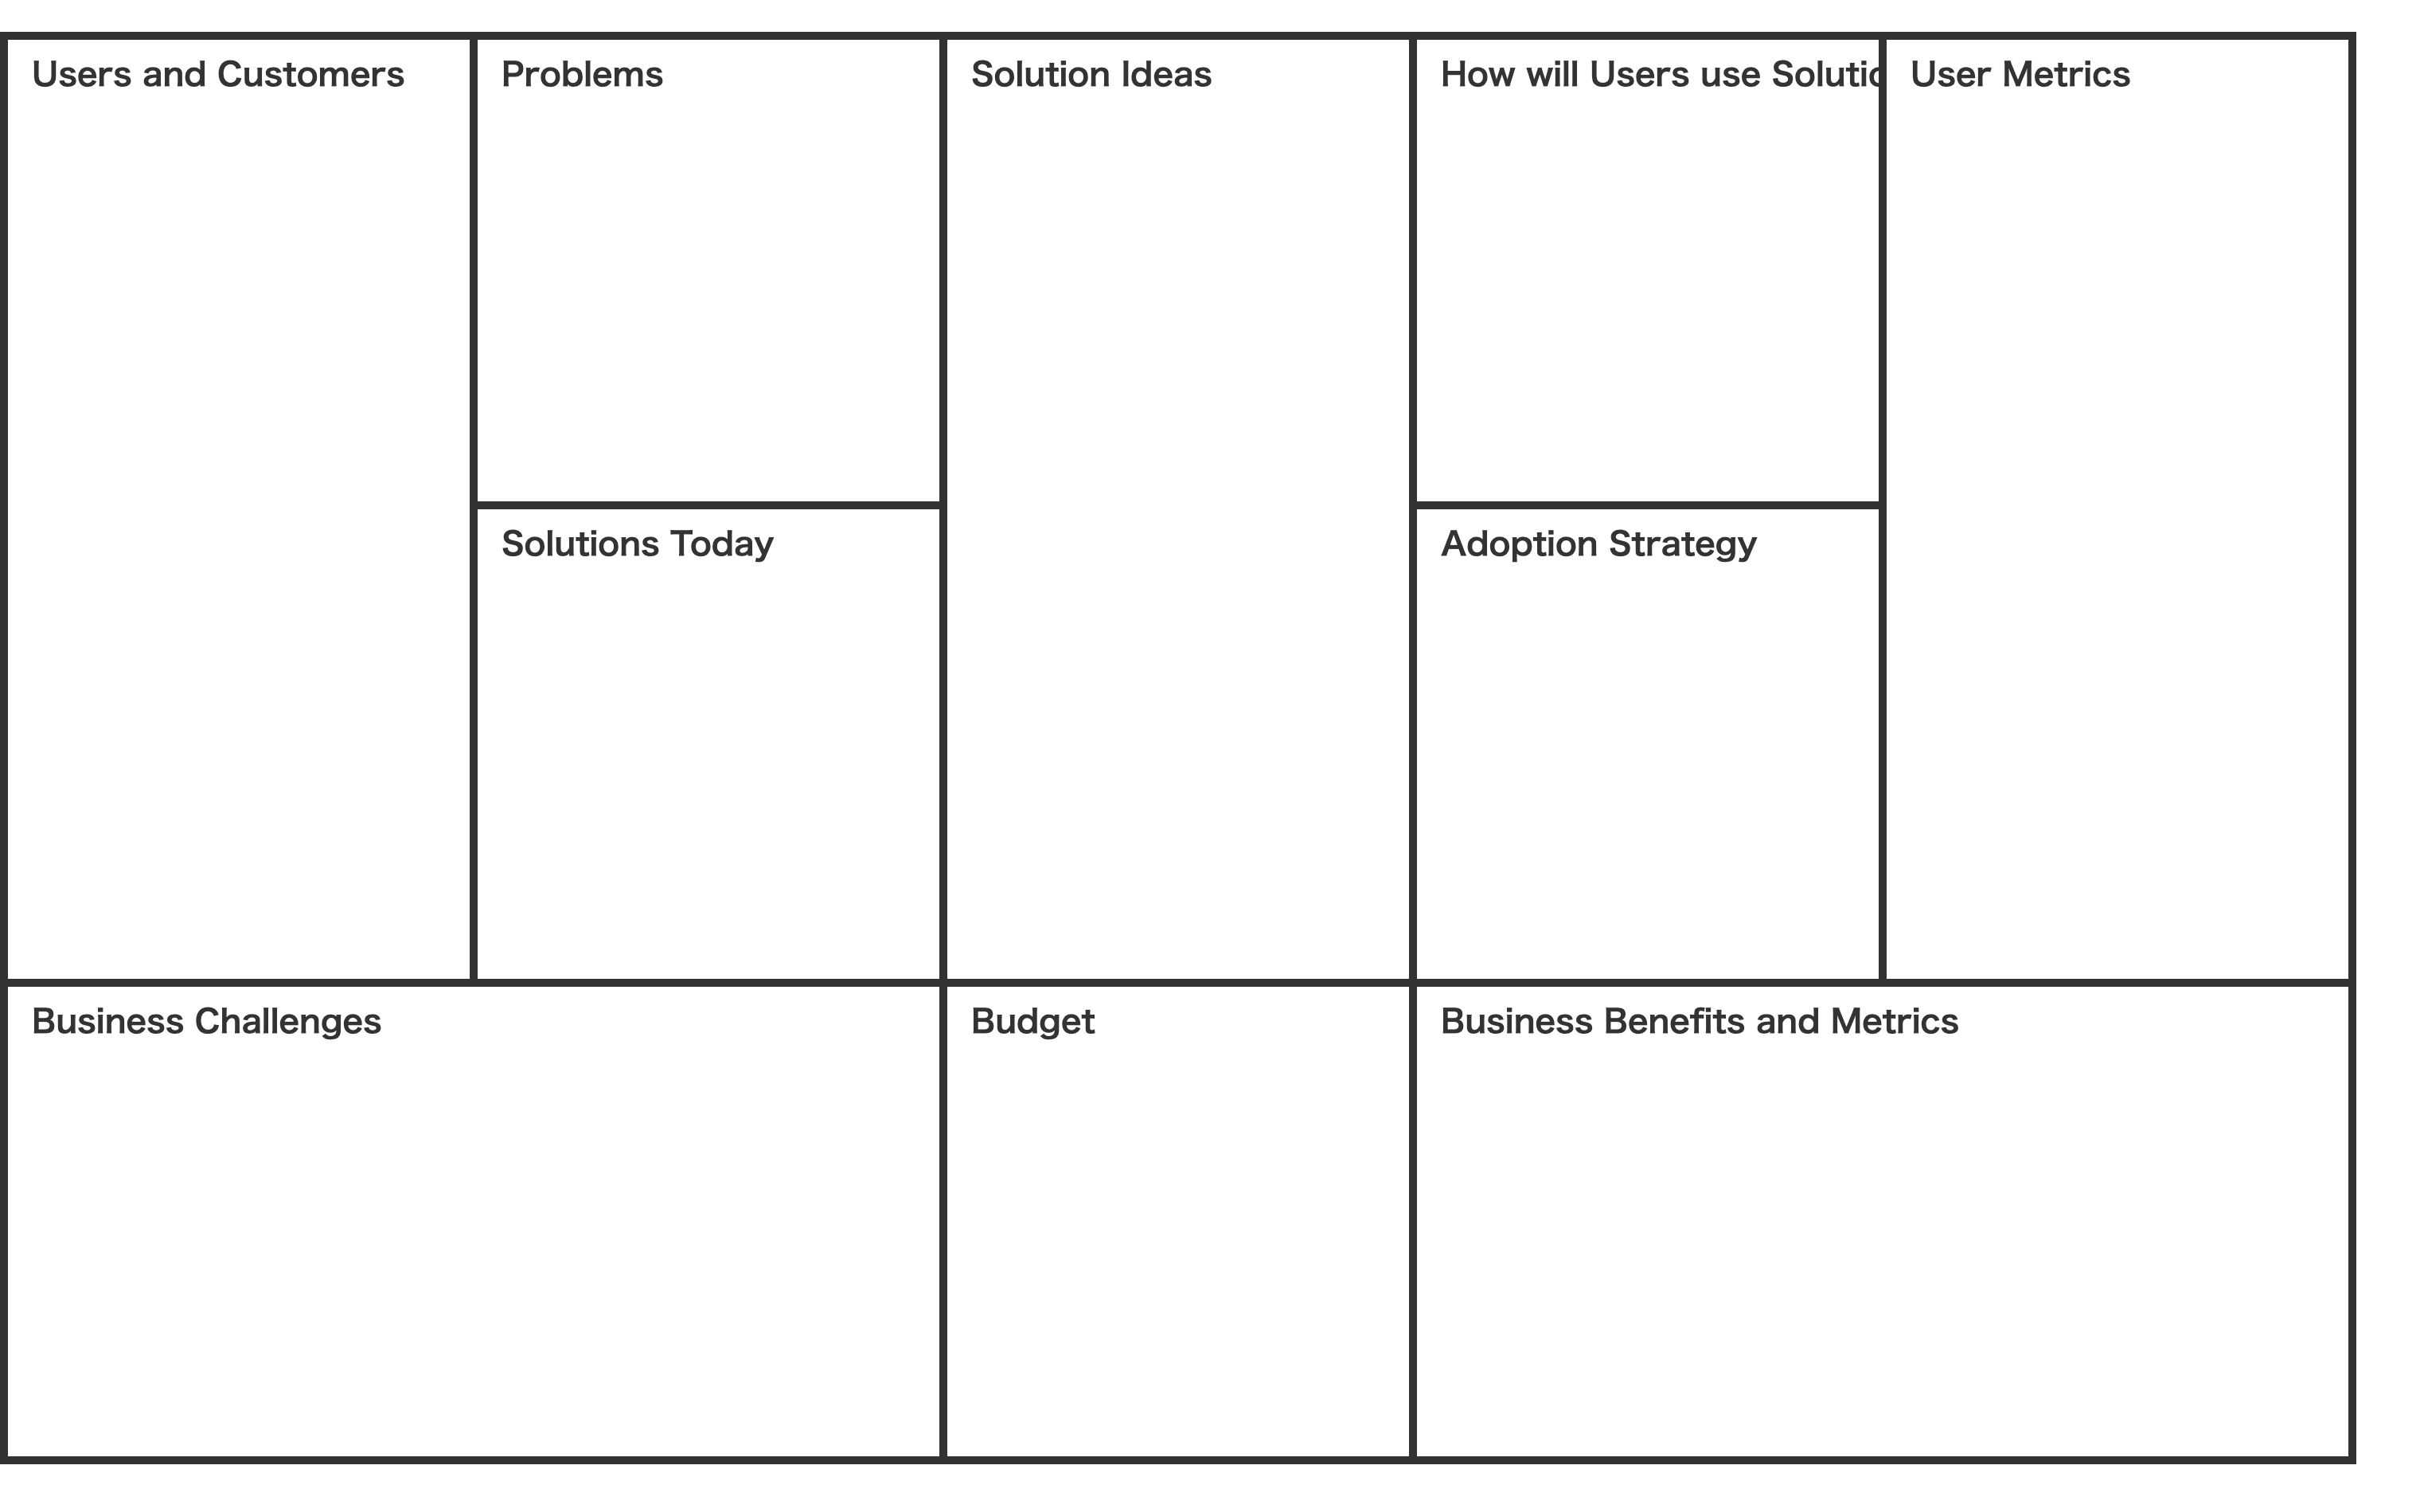 Users and Customers
Problems
Solution Ideas
How will Users use
User Metrics
Solutions Today
Adoption Strategy
Business Challenges
Budget
Business Benefits and Metrics